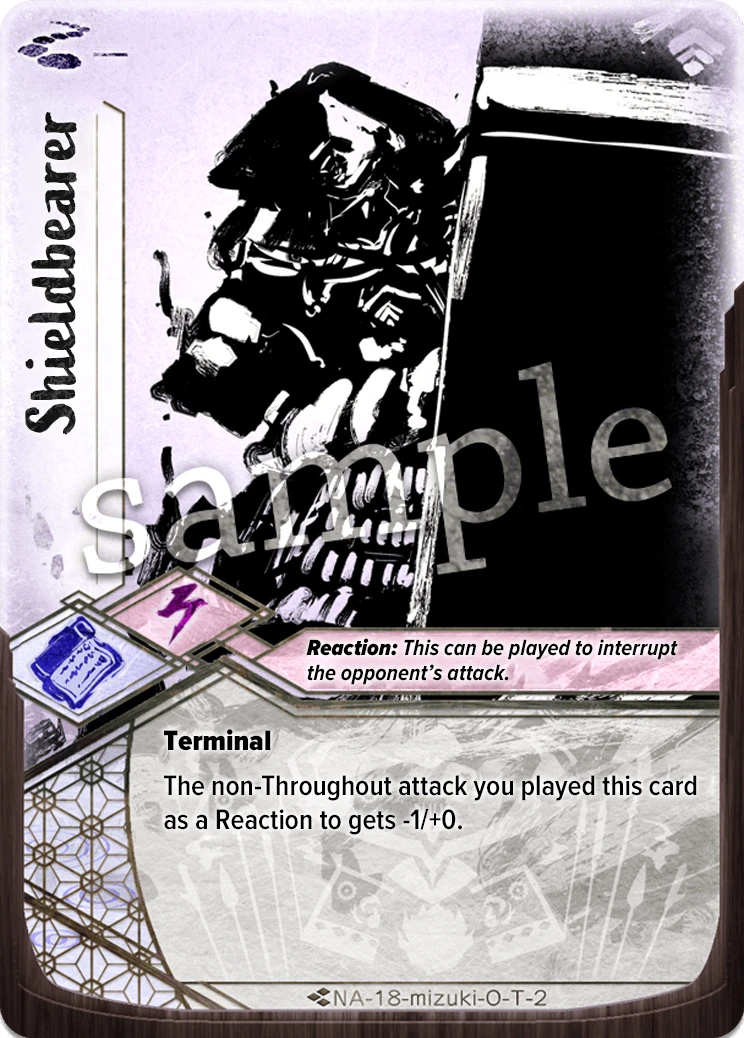 Shieldbearer
sample
Reaction: This can be played to interrupt
the opponent's attack.
Terminal
The non-Throughout attack you played this card
as a Reaction to gets -1/+0.
NA-18-mizuki-O-T-2